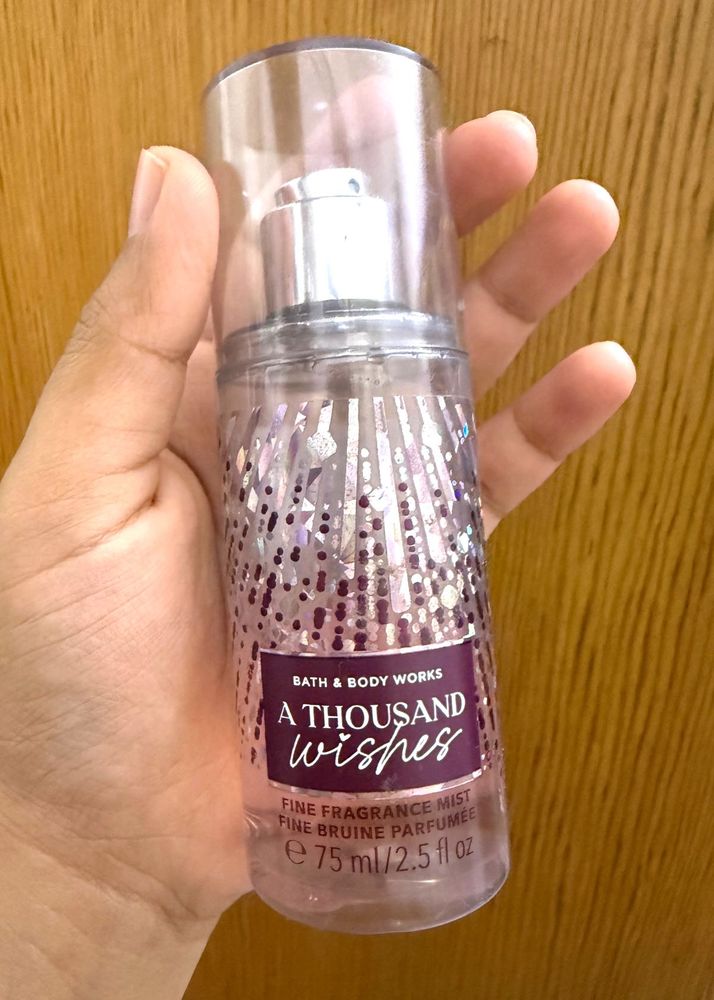 BATH & BODY WORKS
A THOUSAND
wishes
FINE FRAGRANCE MIST
FINE BRUINE PARFUMÉE
℮ 75 ml/2.5 fl oz